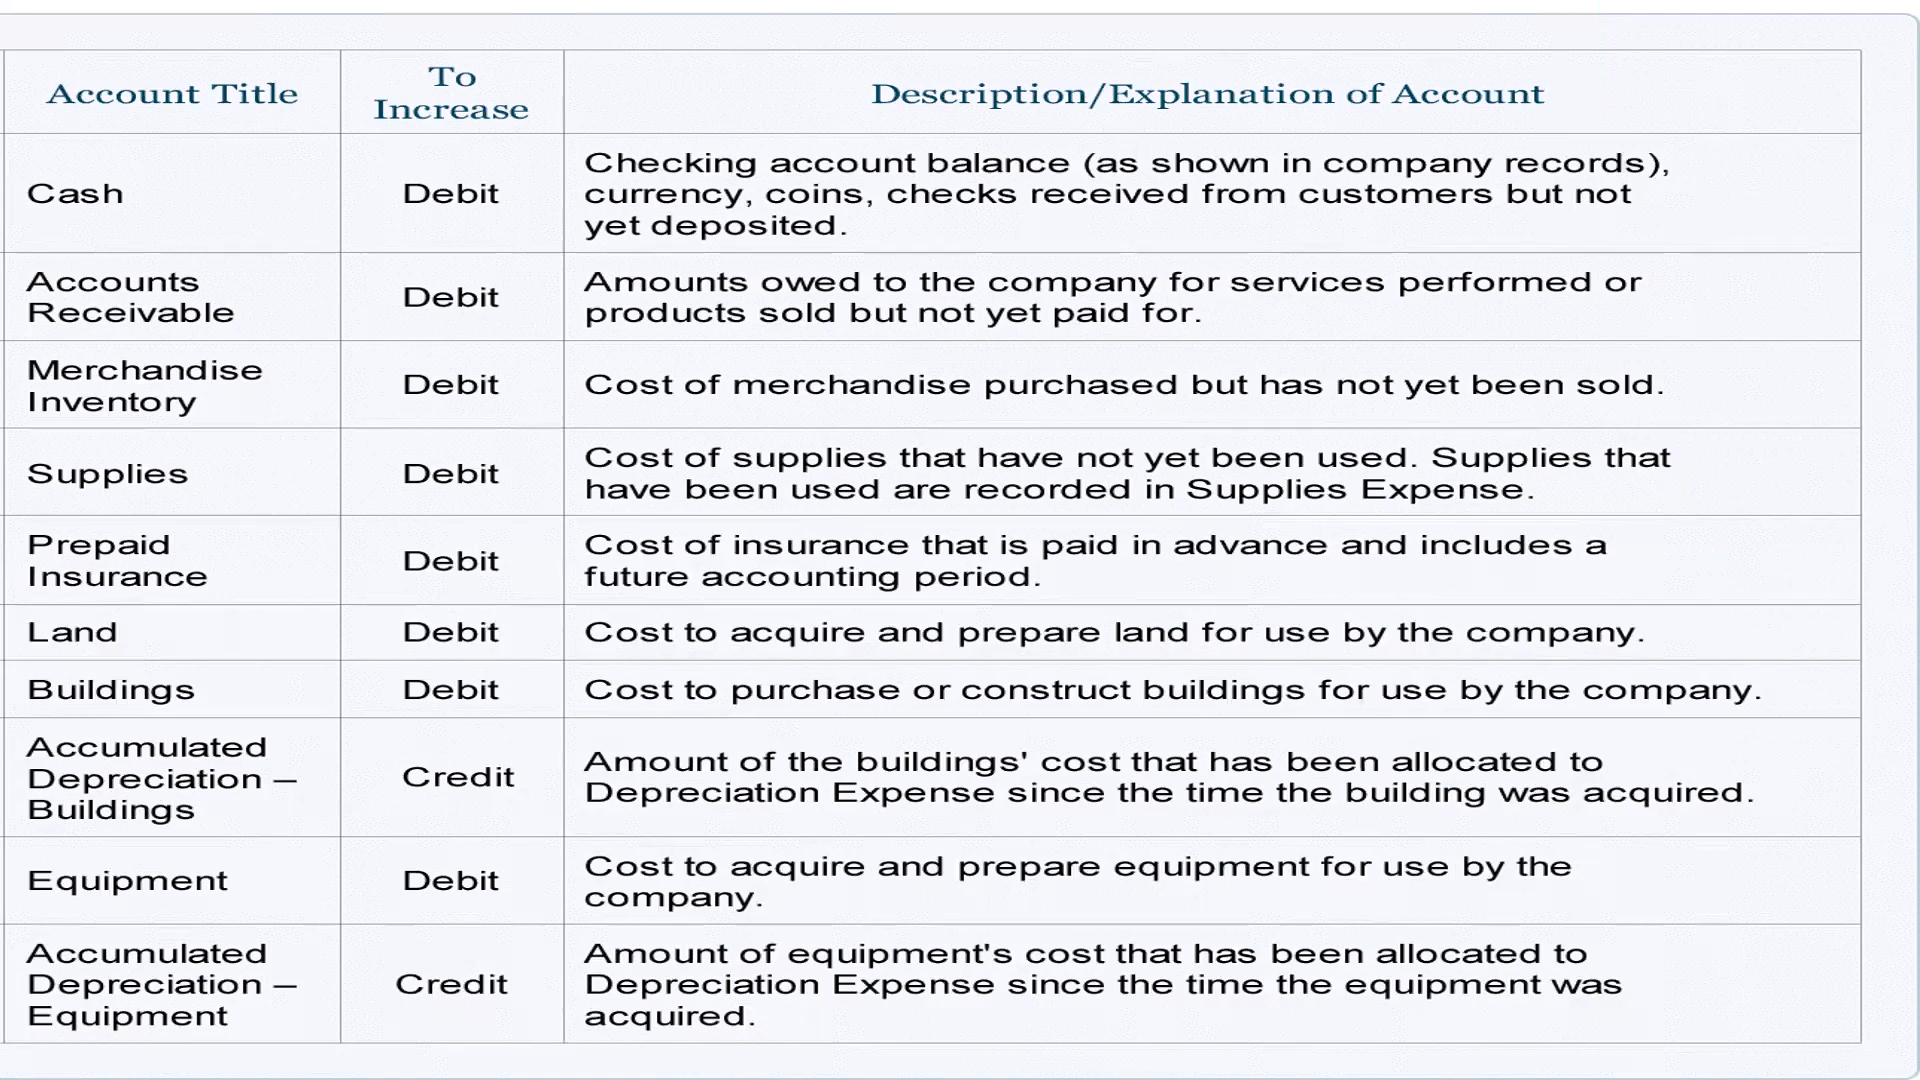 Account Title
To
Increase
Description/Explanation of Account
Cash
Debit
Checking account balance (as shown in company records),
currency, coins, checks received from customers but not
yet deposited.
Accounts
Receivable
Debit
Amounts owed to the company for services performed or
products sold but not yet paid for.
Merchandise
Inventory
Debit
Cost of merchandise purchased but has not yet been sold.
Supplies
Debit
Cost of supplies that have not yet been used. Supplies that
have been used are recorded in Supplies Expense.
Prepaid
Insurance
Debit
Cost of insurance that is paid in advance and includes a
future accounting period.
Land
Debit
Cost to acquire and prepare land for use by the company.
Buildings
Debit
Cost to purchase or construct buildings for use by the company.
Accumulated
Depreciation –
Buildings
Credit
Amount of the buildings' cost that has been allocated to
Depreciation Expense since the time the building was acquired.
Equipment
Debit
Cost to acquire and prepare equipment for use by the
company.
Accumulated
Depreciation –
Equipment
Credit
Amount of equipment's cost that has been allocated to
Depreciation Expense since the time the equipment was
acquired.